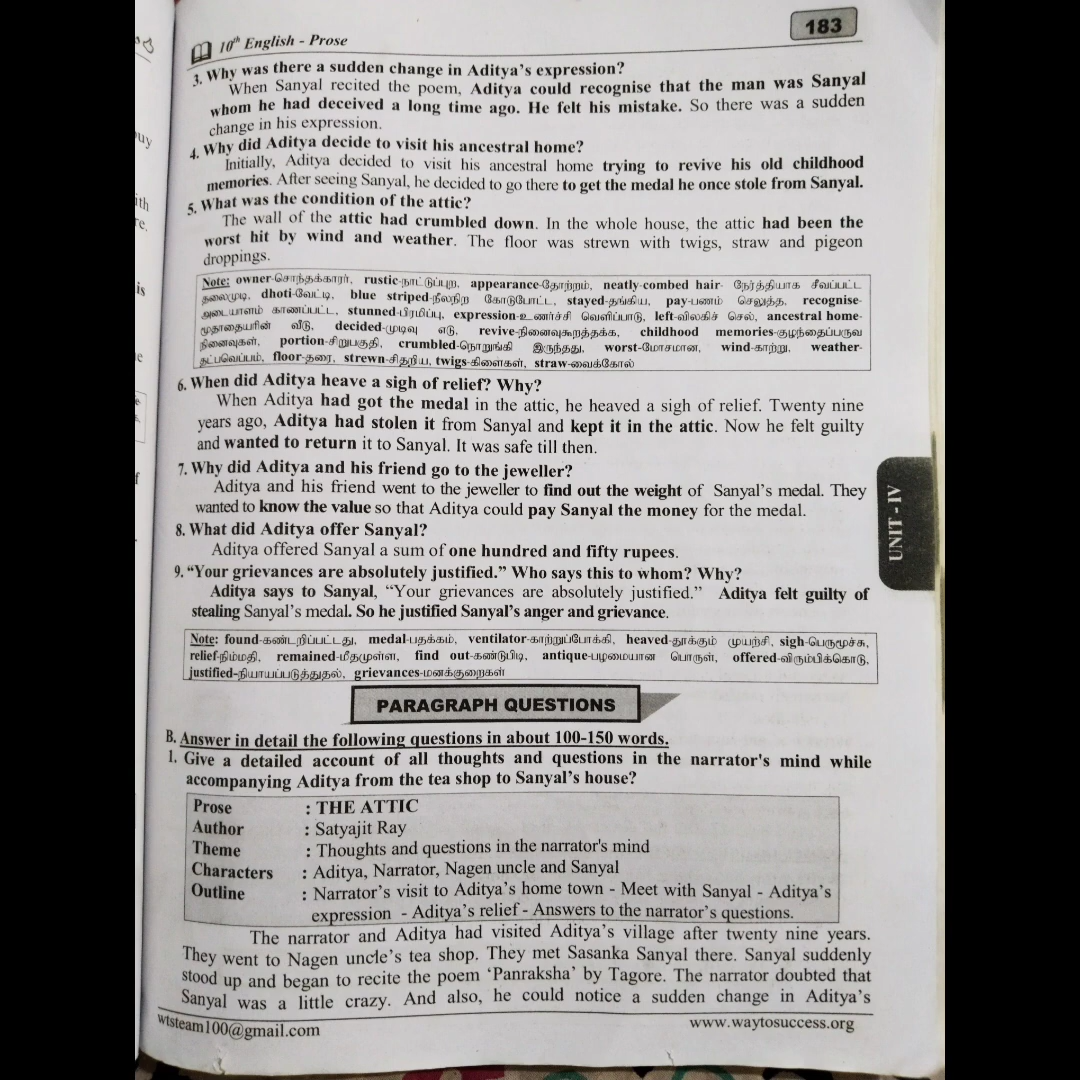 10th English - Prose
183
3. Why was there a sudden change in Aditya's expression?
When Sanyal recited the poem, Aditya could recognise that the man was Sanyal
whom he had deceived a long time ago. He felt his mistake. So there was a sudden
change in his expression.
4. Why did Aditya decide to visit his ancestral home?
Initially, Aditya decided to visit his ancestral home trying to revive his old childhood
memories. After seeing Sanyal, he decided to go there to get the medal he once stole from Sanyal.
5. What was the condition of the attic?
The wall of the attic had crumbled down. In the whole house, the attic had been the
worst hit by wind and weather. The floor was strewn with twigs, straw and pigeon
droppings.
Note: owner-சொந்தக்காரர், rustic-நாட்டுப்புற, appearance-தோற்றம், neatly-combed hair- நேர்த்தியாக சீவப்பட்ட
தலைமுடி, dhoti-வேட்டி, blue striped-நீலநிற கோடுபோட்ட, stayed-தங்கிய, pay-பணம் செலுத்த, recognise-
அடையாளம் காணப்பட்ட, stunned-பிரமிப்பு, expression-உணர்ச்சி வெளிப்பாடு, left-விலகிச் செல், ancestral home-
முதாதையரின் வீடு, decided-முடிவு எடு, revive-நினைவுகூறத்தக்க, childhood memories-குழந்தைப்பருவ
நினைவுகள், portion-சிறுபகுதி, crumbled-நொறுங்கி இருந்தது, worst-மோசமான, wind-காற்று, weather-
தட்பவெப்பம், floor-தரை, strewn-சிதறிய, twigs-கிளைகள், straw-வைக்கோல்
6. When did Aditya heave a sigh of relief? Why?
When Aditya had got the medal in the attic, he heaved a sigh of relief. Twenty nine
years ago, Aditya had stolen it from Sanyal and kept it in the attic. Now he felt guilty
and wanted to return it to Sanyal. It was safe till then.
7. Why did Aditya and his friend go to the jeweller?
Aditya and his friend went to the jeweller to find out the weight of Sanyal's medal. They
wanted to know the value so that Aditya could pay Sanyal the money for the medal.
8. What did Aditya offer Sanyal?
Aditya offered Sanyal a sum of one hundred and fifty rupees.
9. "Your grievances are absolutely justified." Who says this to whom? Why?
Aditya says to Sanyal, "Your grievances are absolutely justified." Aditya felt guilty of
stealing Sanyal's medal. So he justified Sanyal's anger and grievance.
UNIT - IV
Note: found-கண்டறிப்பட்டது, medal-பதக்கம், ventilator-காற்றுப்போக்கி, heaved-தூக்கும் முயற்சி, sigh-பெருமூச்சு,
relief-நிம்மதி, remained-மீதமுள்ள, find out-கண்டுபிடி, antique-பழமையான பொருள், offered-விரும்பிக்கொடு,
justified-நியாயப்படுத்துதல், grievances-மனக்குறைகள்
PARAGRAPH QUESTIONS
B. Answer in detail the following questions in about 100-150 words.
1. Give a detailed account of all thoughts and questions in the narrator's mind while
accompanying Aditya from the tea shop to Sanyal's house?
Prose : THE ATTIC
Author : Satyajit Ray
Theme : Thoughts and questions in the narrator's mind
Characters : Aditya, Narrator, Nagen uncle and Sanyal
Outline : Narrator's visit to Aditya's home town - Meet with Sanyal - Aditya's
expression - Aditya's relief - Answers to the narrator's questions.
The narrator and Aditya had visited Aditya's village after twenty nine years.
They went to Nagen uncle's tea shop. They met Sasanka Sanyal there. Sanyal suddenly
stood up and began to recite the poem 'Panraksha' by Tagore. The narrator doubted that
Sanyal was a little crazy. And also, he could notice a sudden change in Aditya's
wtsteam100@gmail.com
www.waytosuccess.org